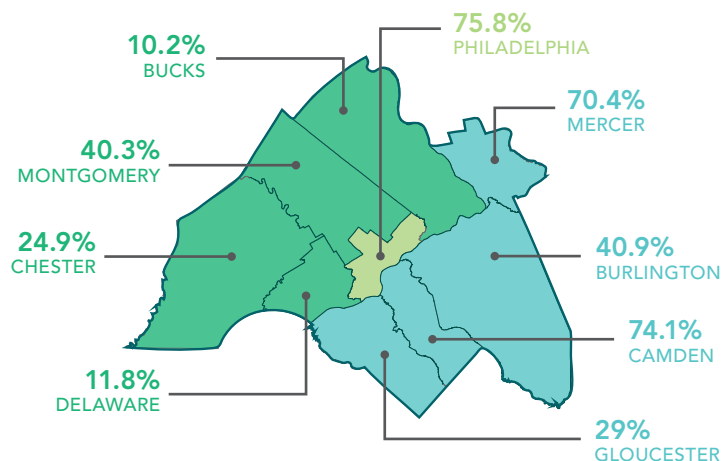 75.8%
PHILADELPHIA
10.2%
BUCKS
70.4%
MERCER
40.3%
MONTGOMERY
24.9%
CHESTER
40.9%
BURLINGTON
74.1%
CAMDEN
11.8%
DELAWARE
29%
GLOUCESTER